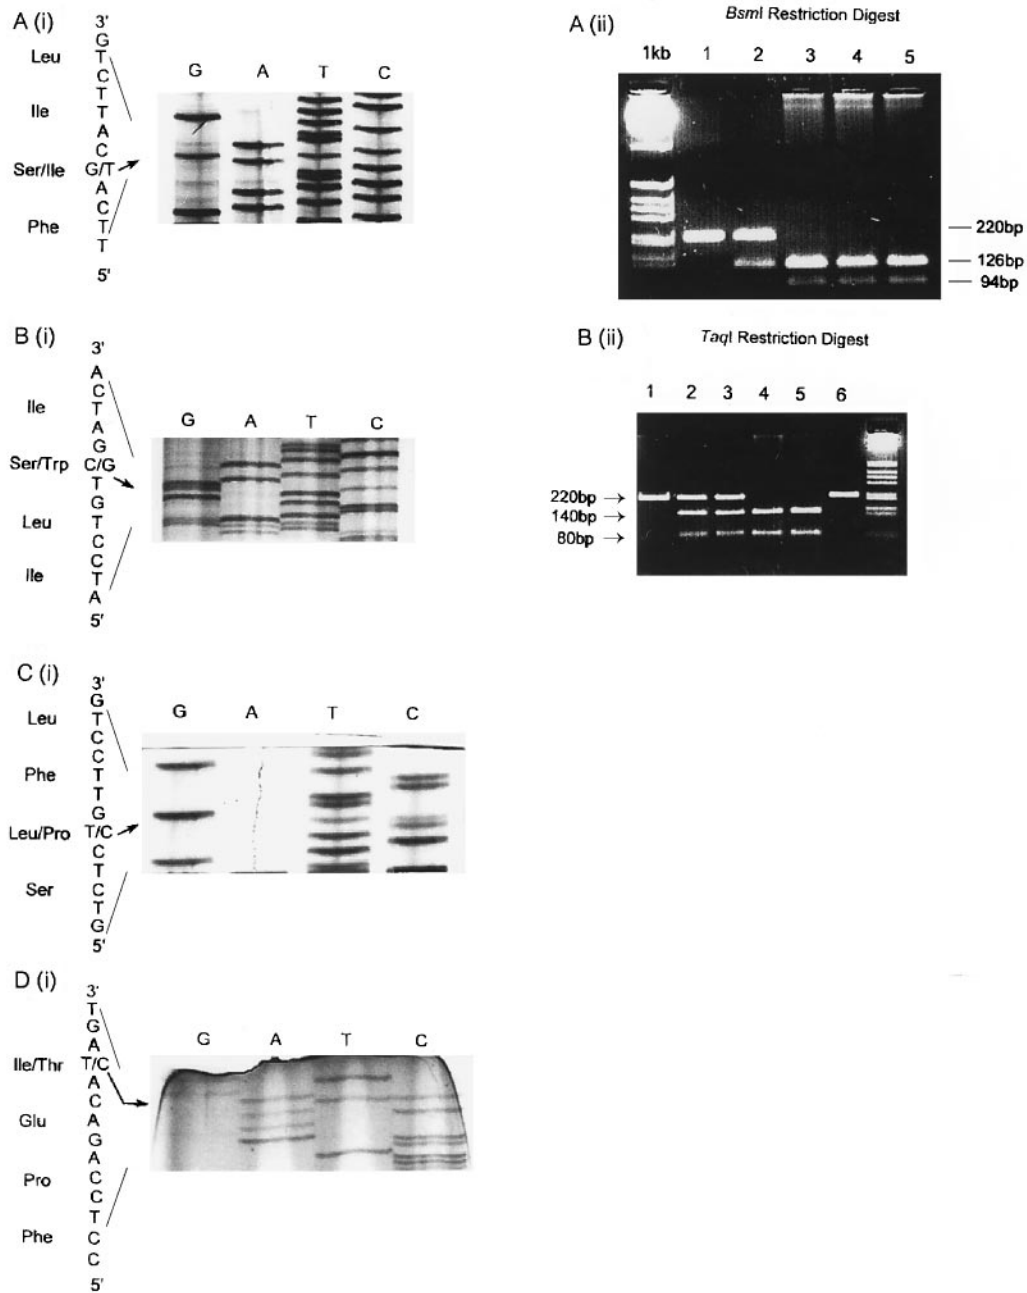 A (i)
3'
G
Leu
T
C
T
Ile
T
A
C
Ser/Ile G/T
A
C
Phe
T
T
5'
G A T C
A (ii)
BsmI Restriction Digest
1kb 1 2 3 4 5
220bp
126bp
94bp
B (i)
3'
A
C
Ile
T
A
G
Ser/Trp C/G
T
G
Leu
T
C
C
Ile
T
A
5'
G A T C
B (ii)
TaqI Restriction Digest
1 2 3 4 5 6
220bp
140bp
80bp
C (i)
3'
G
Leu
T
C
C
Phe
T
T
G
Leu/Pro T/C
C
T
Ser
C
T
G
5'
G A T C
D (i)
3'
T
G
A
Ile/Thr T/C
A
C
Glu
A
G
A
Pro
C
C
T
Phe
C
C
5'
G A T C